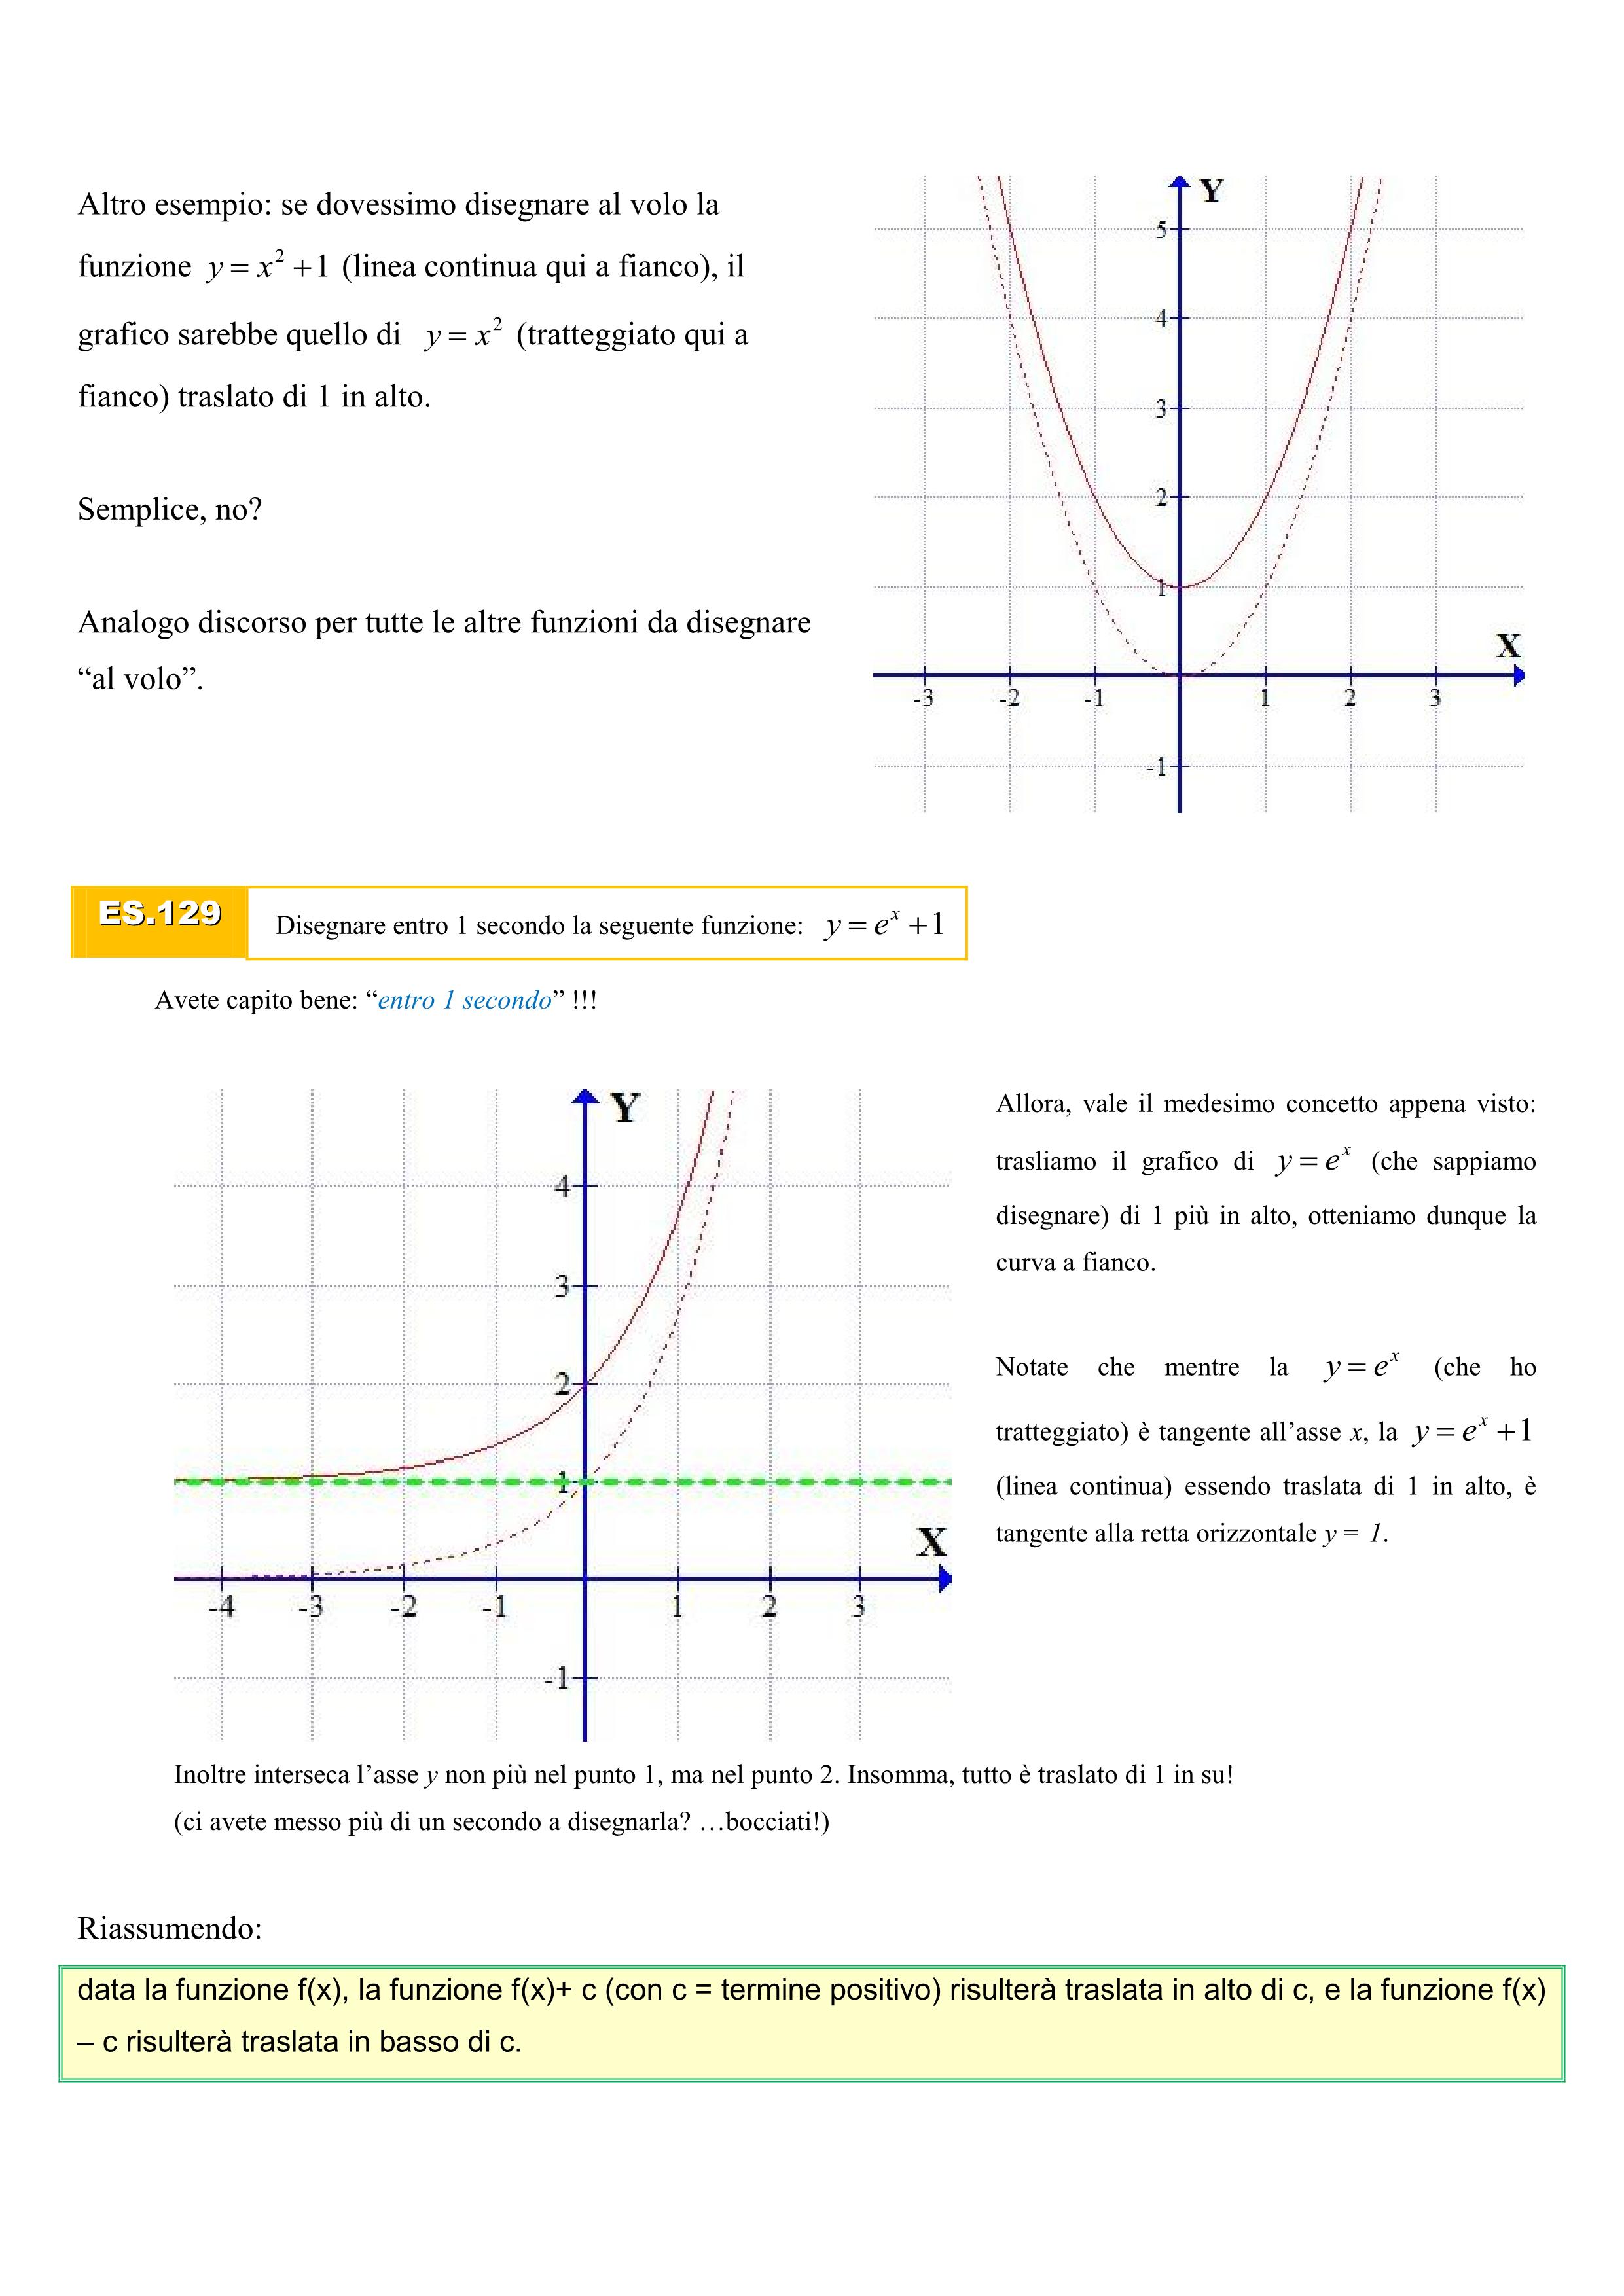 Altro esempio: se dovessimo disegnare al volo la
funzione y = x² + 1 (linea continua qui a fianco), il
grafico sarebbe quello di y = x² (tratteggiato qui a
fianco) traslato di 1 in alto.
Semplice, no?
Analogo discorso per tutte le altre funzioni da disegnare
“al volo”.
Y
5
4
3
2
1
X
-3 -2 -1 1 2 3
-1
ES.129 Disegnare entro 1 secondo la seguente funzione: y = eˣ + 1
Avete capito bene: “entro 1 secondo” !!!
Y
4
3
2
1
X
-4 -3 -2 -1 1 2 3
-1
Allora, vale il medesimo concetto appena visto:
trasliamo il grafico di y = eˣ (che sappiamo
disegnare) di 1 più in alto, otteniamo dunque la
curva a fianco.
Notate che mentre la y = eˣ (che ho
tratteggiato) è tangente all’asse x, la y = eˣ + 1
(linea continua) essendo traslata di 1 in alto, è
tangente alla retta orizzontale y = 1.
Inoltre interseca l’asse y non più nel punto 1, ma nel punto 2. Insomma, tutto è traslato di 1 in su!
(ci avete messo più di un secondo a disegnarla? …bocciati!)
Riassumendo:
data la funzione f(x), la funzione f(x)+ c (con c = termine positivo) risulterà traslata in alto di c, e la funzione f(x)
– c risulterà traslata in basso di c.